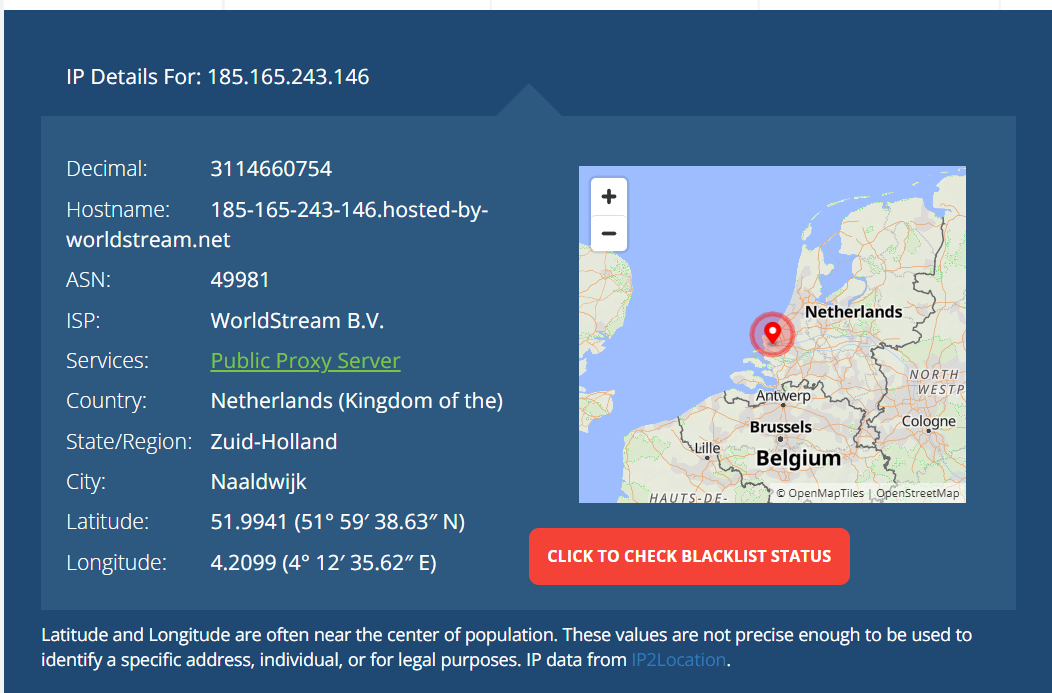 IP Details For: 185.165.243.146
Decimal: 3114660754
Hostname: 185-165-243-146.hosted-by-
worldstream.net
ASN: 49981
ISP: WorldStream B.V.
Services: Public Proxy Server
Country: Netherlands (Kingdom of the)
State/Region: Zuid-Holland
City: Naaldwijk
Latitude: 51.9941 (51° 59′ 38.63″ N)
Longitude: 4.2099 (4° 12′ 35.62″ E)
+
−
Netherlands
NORTH
WESTP
Antwerp
Cologne
Brussels
Lille
Belgium
HAUTS-DE-
© OpenMapTiles | OpenStreetMap
CLICK TO CHECK BLACKLIST STATUS
Latitude and Longitude are often near the center of population. These values are not precise enough to be used to
identify a specific address, individual, or for legal purposes. IP data from IP2Location.